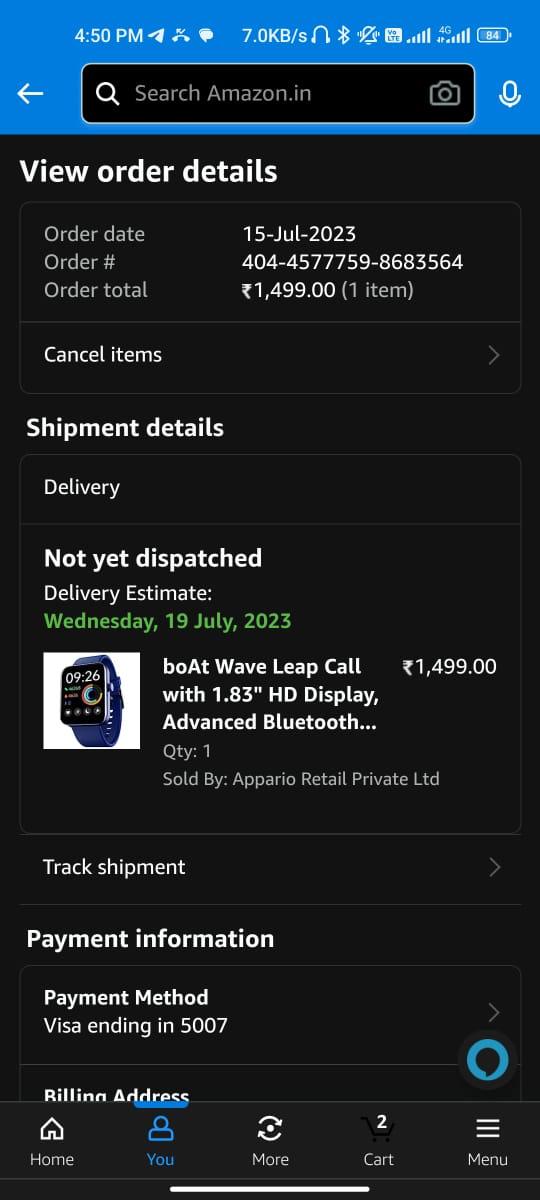 4:50 PM 7.0KB/s Vo LTE 4G 84
Search Amazon.in
View order details
Order date 15-Jul-2023
Order # 404-4577759-8683564
Order total ₹1,499.00 (1 item)
Cancel items
Shipment details
Delivery
Not yet dispatched
Delivery Estimate:
Wednesday, 19 July, 2023
09:26
boAt Wave Leap Call ₹1,499.00
with 1.83" HD Display,
Advanced Bluetooth...
Qty: 1
Sold By: Appario Retail Private Ltd
Track shipment
Payment information
Payment Method
Visa ending in 5007
Billing Address
2
Home You More Cart Menu